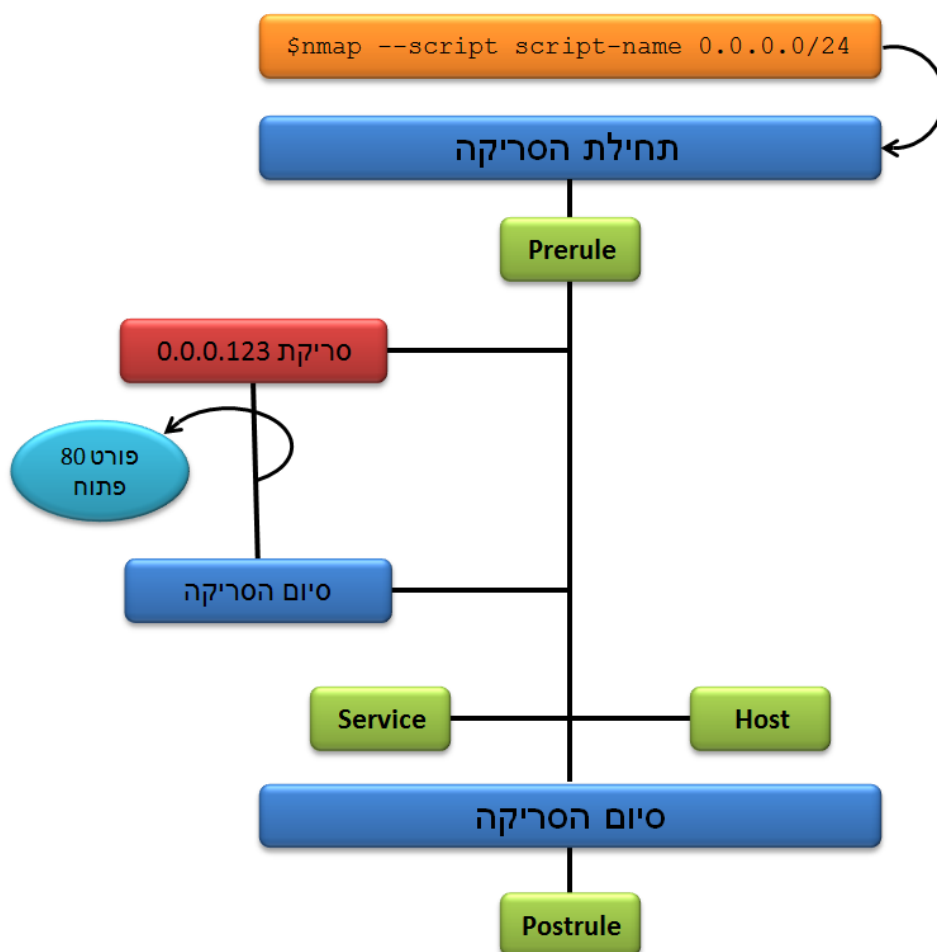 $nmap --script script-name 0.0.0.0/24
תחילת הסריקה
Prerule
סריקת 0.0.0.123
פורט 80
פתוח
סיום הסריקה
Service
Host
סיום הסריקה
Postrule